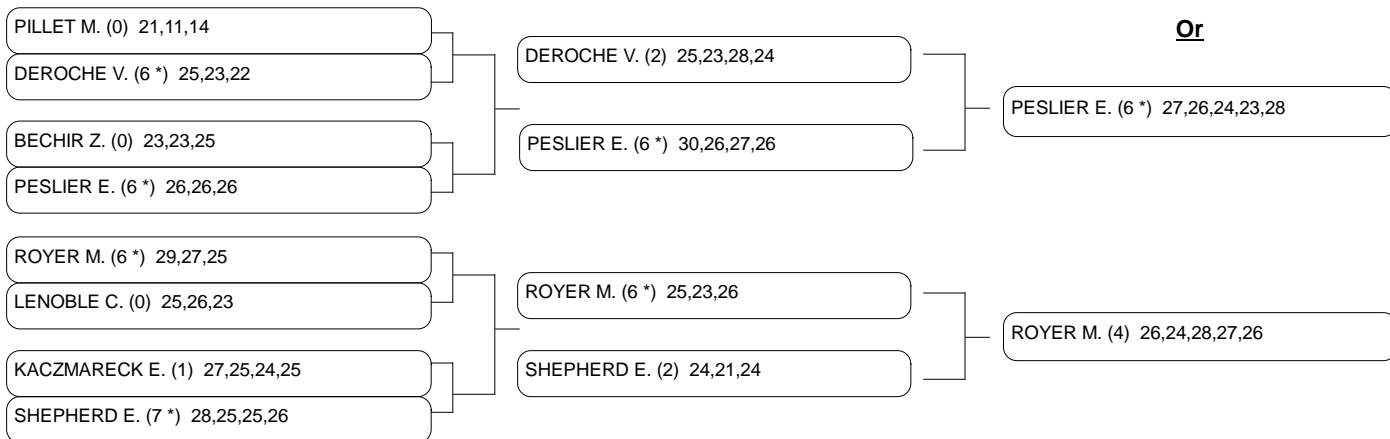 PILLET M. (0) 21,11,14
DEROCHE V. (6 *) 25,23,22
BECHIR Z. (0) 23,23,25
PESLIER E. (6 *) 26,26,26
ROYER M. (6 *) 29,27,25
LENOBLE C. (0) 25,26,23
KACZMARECK E. (1) 27,25,24,25
SHEPHERD E. (7 *) 28,25,25,26
DEROCHE V. (2) 25,23,28,24
PESLIER E. (6 *) 30,26,27,26
ROYER M. (6 *) 25,23,26
SHEPHERD E. (2) 24,21,24
Or
PESLIER E. (6 *) 27,26,24,23,28
ROYER M. (4) 26,24,28,27,26